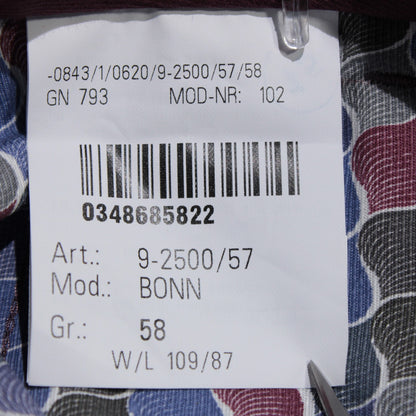 -0843/1/0620/9-2500/57/58
GN 793 MOD-NR: 102
0348685822
Art.: 9-2500/57
Mod.: BONN
Gr.: 58
W/L 109/87